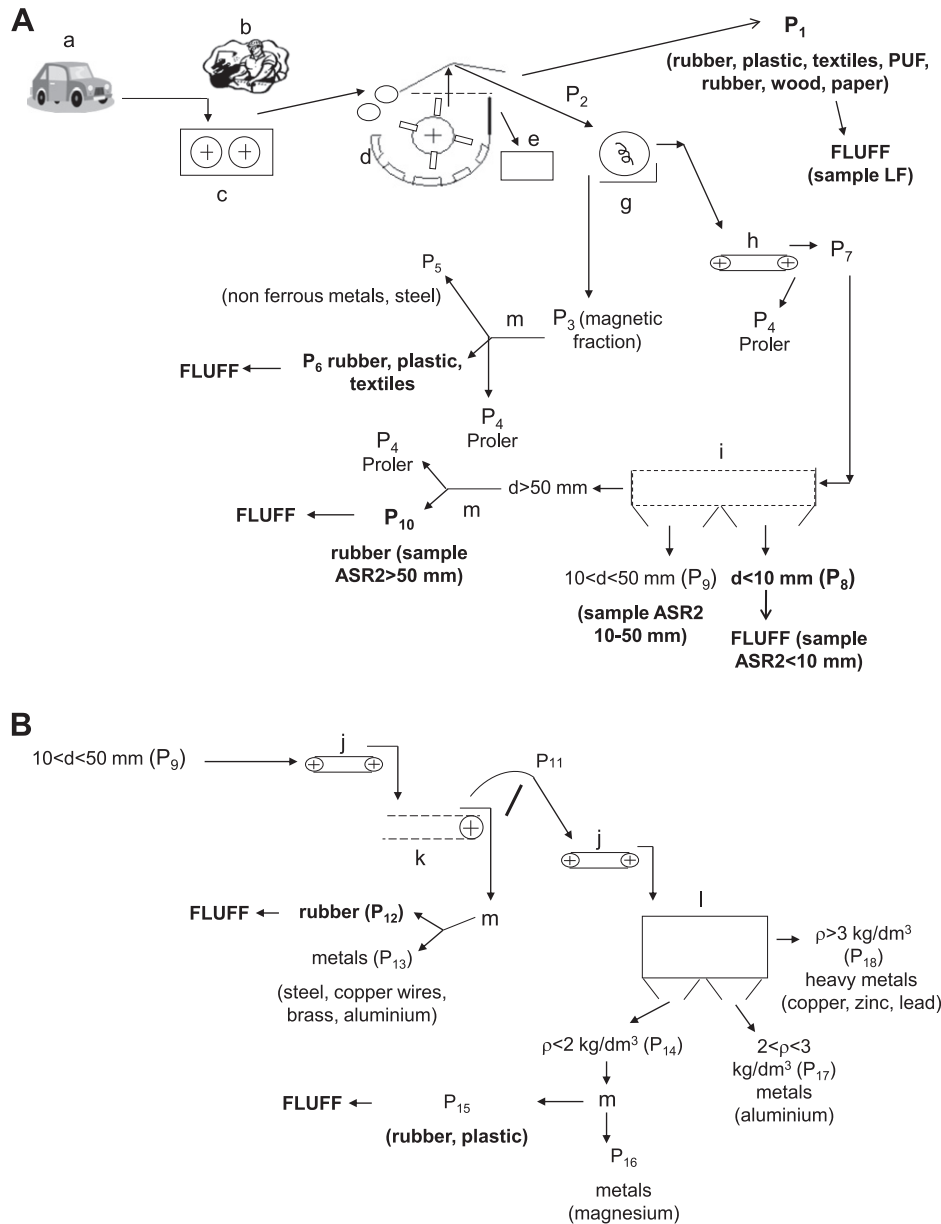 A
a
b
P₁
(rubber, plastic, textiles, PUF,
rubber, wood, paper)
P₂
d
e
c
g
FLUFF
(sample LF)
h
P₇
P₅
(non ferrous metals, steel)
m
P₃ (magnetic
fraction)
P₄
Proler
FLUFF
P₆ rubber, plastic,
textiles
P₄
Proler
P₄
Proler
i
d>50 mm
m
FLUFF
P₁₀
rubber (sample
ASR2>50 mm)
10<d<50 mm (P₉)
(sample ASR2
10-50 mm)
d<10 mm (P₈)
FLUFF (sample
ASR2<10 mm)
B
10<d<50 mm (P₉)
j
P₁₁
k
j
l
FLUFF
rubber (P₁₂)
m
metals (P₁₃)
(steel, copper wires,
brass, aluminium)
ρ>3 kg/dm³
(P₁₈)
heavy metals
(copper, zinc, lead)
ρ<2 kg/dm³ (P₁₄)
2<ρ<3
kg/dm³ (P₁₇)
metals
(aluminium)
FLUFF
P₁₅
(rubber, plastic)
m
P₁₆
metals
(magnesium)